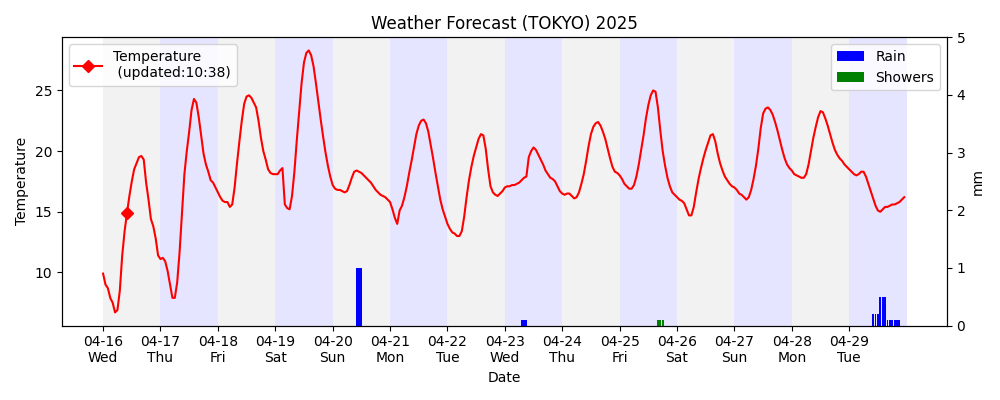 Weather Forecast (TOKYO) 2025
Temperature
(updated:10:38)
Rain
Showers
Temperature
25
20
15
10
mm
5
4
3
2
1
0
04-16 04-17 04-18 04-19 04-20 04-21 04-22 04-23 04-24 04-25 04-26 04-27 04-28 04-29
Wed Thu Fri Sat Sun Mon Tue Wed Thu Fri Sat Sun Mon Tue
Date